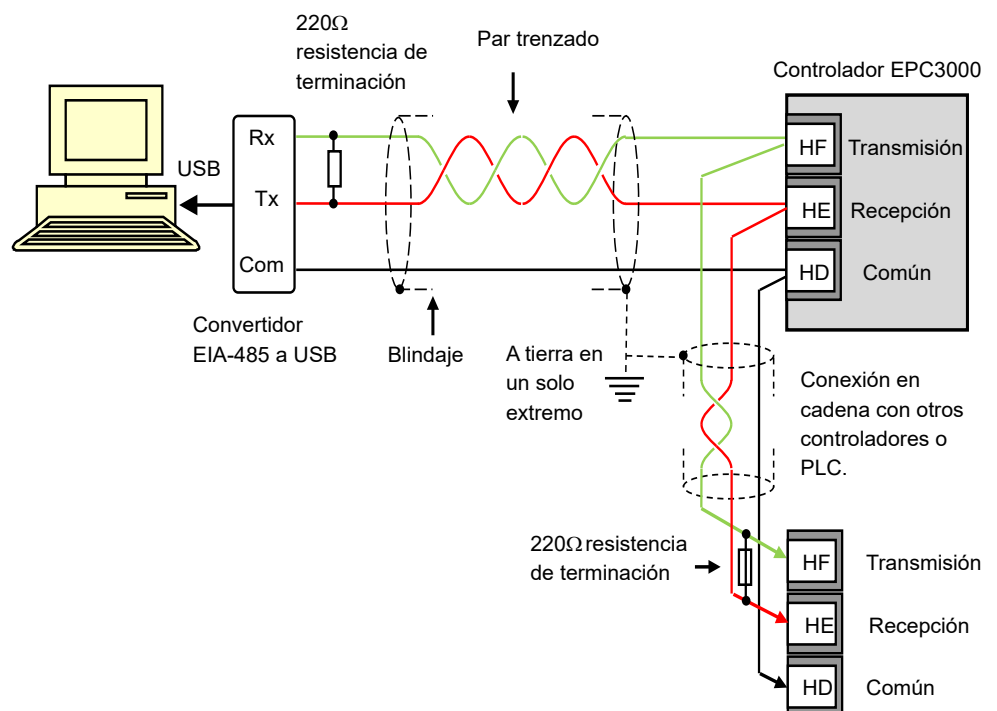 220Ω
resistencia de
terminación
Par trenzado
Controlador EPC3000
USB
Rx
Tx
Com
HF
Transmisión
HE
Recepción
HD
Común
Convertidor
EIA-485 a USB
Blindaje
A tierra en
un solo
extremo
Conexión en
cadena con otros
controladores o
PLC.
220Ω resistencia
de terminación
HF
Transmisión
HE
Recepción
HD
Común